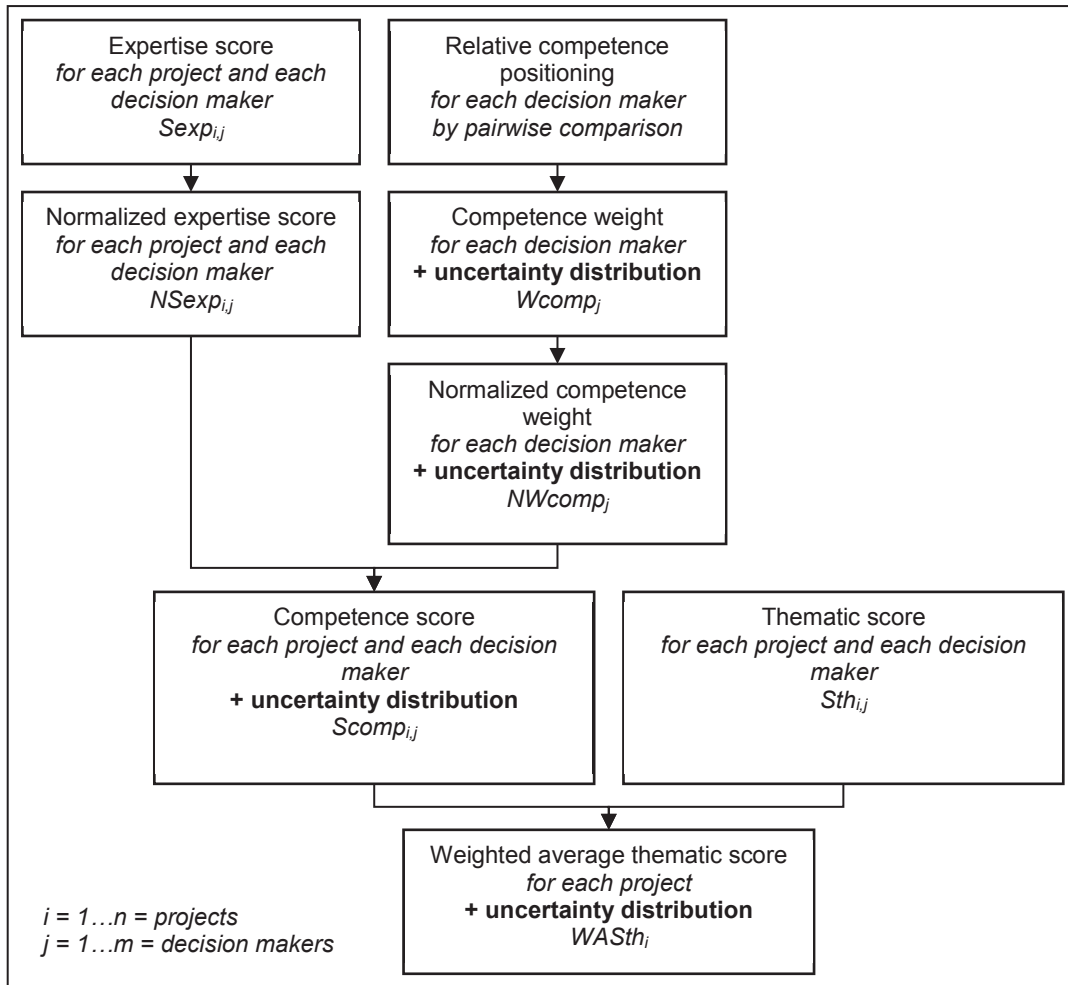 Expertise score
for each project and each
decision maker
Sexpi,j
Relative competence
positioning
for each decision maker
by pairwise comparison
Normalized expertise score
for each project and each
decision maker
NSexpi,j
Competence weight
for each decision maker
+ uncertainty distribution
Wcompj
Normalized competence
weight
for each decision maker
+ uncertainty distribution
NWcompj
Competence score
for each project and each decision
maker
+ uncertainty distribution
Scompi,j
Thematic score
for each project and each decision
maker
Sthi,j
Weighted average thematic score
for each project
+ uncertainty distribution
WASthi
i = 1…n = projects
j = 1…m = decision makers